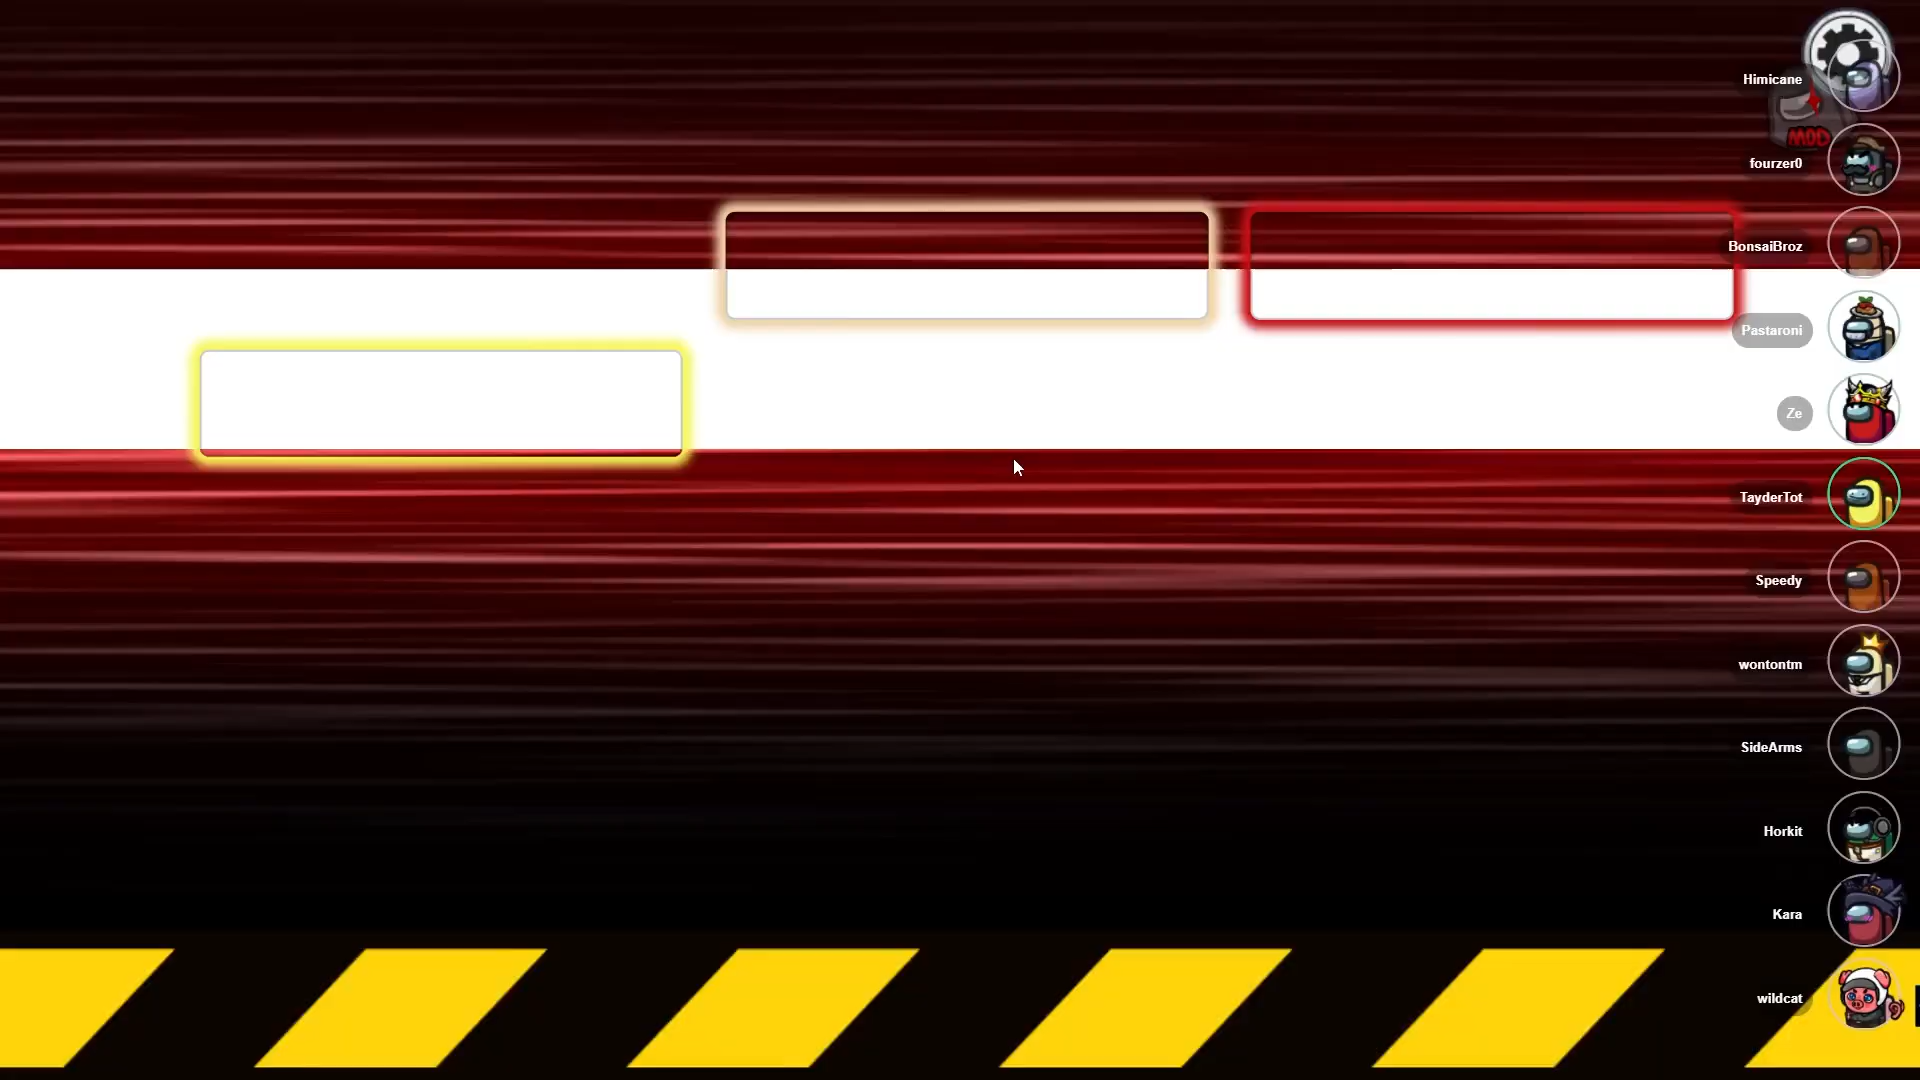 Himicane
MOD
fourzer0
BonsaiBroz
Pastaroni
Ze
TayderTot
Speedy
wontontm
SideArms
Horkit
Kara
wildcat